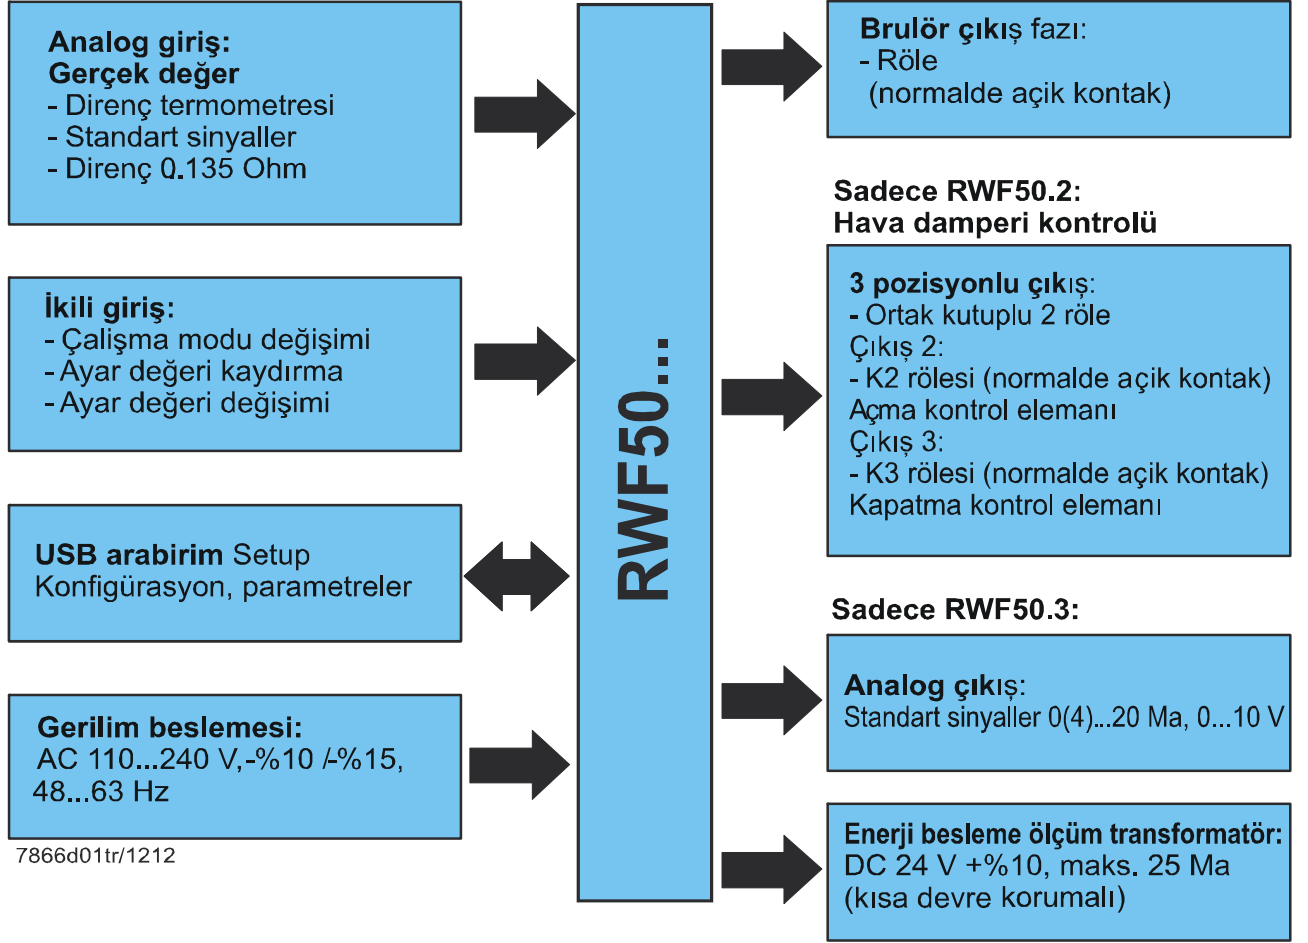 Analog giriş:
Gerçek değer
- Direnç termometresi
- Standart sinyaller
- Direnç 0.135 Ohm
İkili giriş:
- Çalişma modu değişimi
- Ayar değeri kaydırma
- Ayar değeri değişimi
USB arabirim Setup
Konfigürasyon, parametreler
Gerilim beslemesi:
AC 110...240 V,-%10 /-%15,
48...63 Hz
7866d01tr/1212
RWF50...
Brulör çıkış fazı:
- Röle
(normalde açik kontak)
Sadece RWF50.2:
Hava damperi kontrolü
3 pozisyonlu çıkış:
- Ortak kutuplu 2 röle
Çıkış 2:
- K2 rölesi (normalde açik kontak)
Açma kontrol elemanı
Çıkış 3:
- K3 rölesi (normalde açik kontak)
Kapatma kontrol elemanı
Sadece RWF50.3:
Analog çıkış:
Standart sinyaller 0(4)...20 Ma, 0...10 V
Enerji besleme ölçüm transformatör:
DC 24 V +%10, maks. 25 Ma
(kısa devre korumalı)